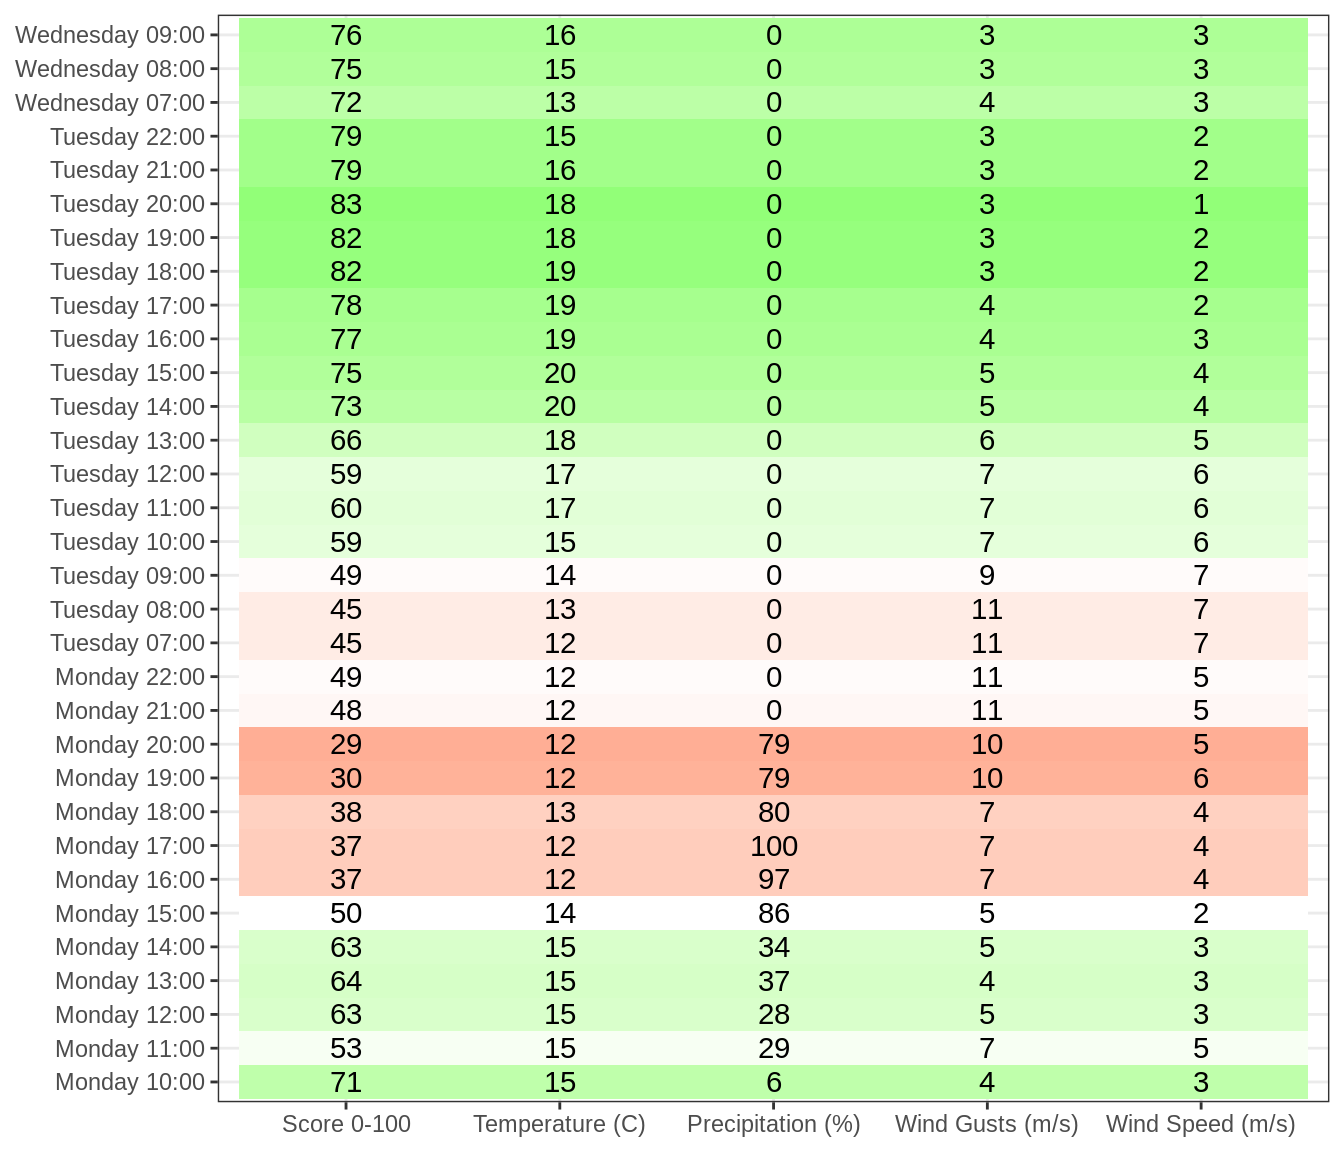 Wednesday 09:00 76 16 0 3 3
Wednesday 08:00 75 15 0 3 3
Wednesday 07:00 72 13 0 4 3
Tuesday 22:00 79 15 0 3 2
Tuesday 21:00 79 16 0 3 2
Tuesday 20:00 83 18 0 3 1
Tuesday 19:00 82 18 0 3 2
Tuesday 18:00 82 19 0 3 2
Tuesday 17:00 78 19 0 4 2
Tuesday 16:00 77 19 0 4 3
Tuesday 15:00 75 20 0 5 4
Tuesday 14:00 73 20 0 5 4
Tuesday 13:00 66 18 0 6 5
Tuesday 12:00 59 17 0 7 6
Tuesday 11:00 60 17 0 7 6
Tuesday 10:00 59 15 0 7 6
Tuesday 09:00 49 14 0 9 7
Tuesday 08:00 45 13 0 11 7
Tuesday 07:00 45 12 0 11 7
Monday 22:00 49 12 0 11 5
Monday 21:00 48 12 0 11 5
Monday 20:00 29 12 79 10 5
Monday 19:00 30 12 79 10 6
Monday 18:00 38 13 80 7 4
Monday 17:00 37 12 100 7 4
Monday 16:00 37 12 97 7 4
Monday 15:00 50 14 86 5 2
Monday 14:00 63 15 34 5 3
Monday 13:00 64 15 37 4 3
Monday 12:00 63 15 28 5 3
Monday 11:00 53 15 29 7 5
Monday 10:00 71 15 6 4 3
Score 0-100 Temperature (C) Precipitation (%) Wind Gusts (m/s) Wind Speed (m/s)